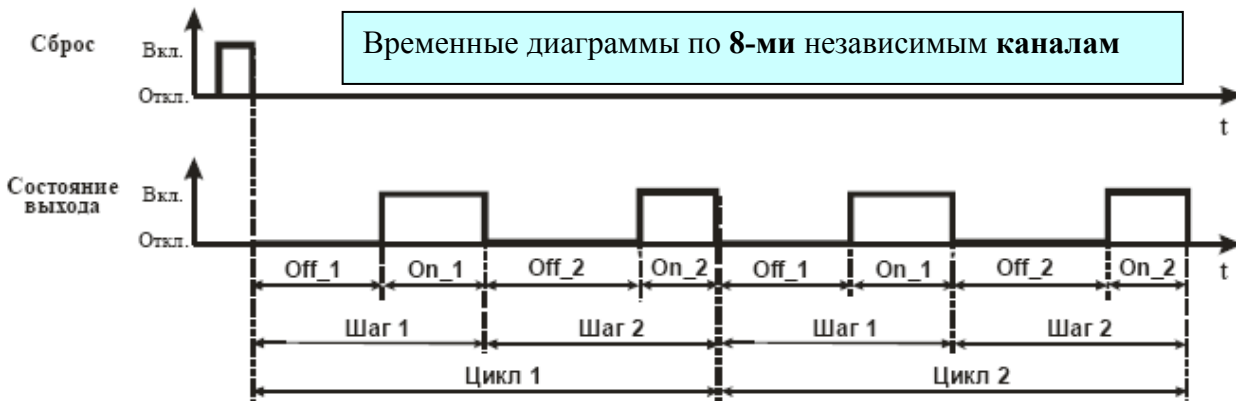 Временные диаграммы по 8-ми независимым каналам
Сброс
Вкл.
Откл.
t
Состояние
выхода
Вкл.
Откл.
t
Off_1 On_1 Off_2 On_2 Off_1 On_1 Off_2 On_2
Шаг 1 Шаг 2 Шаг 1 Шаг 2
Цикл 1 Цикл 2